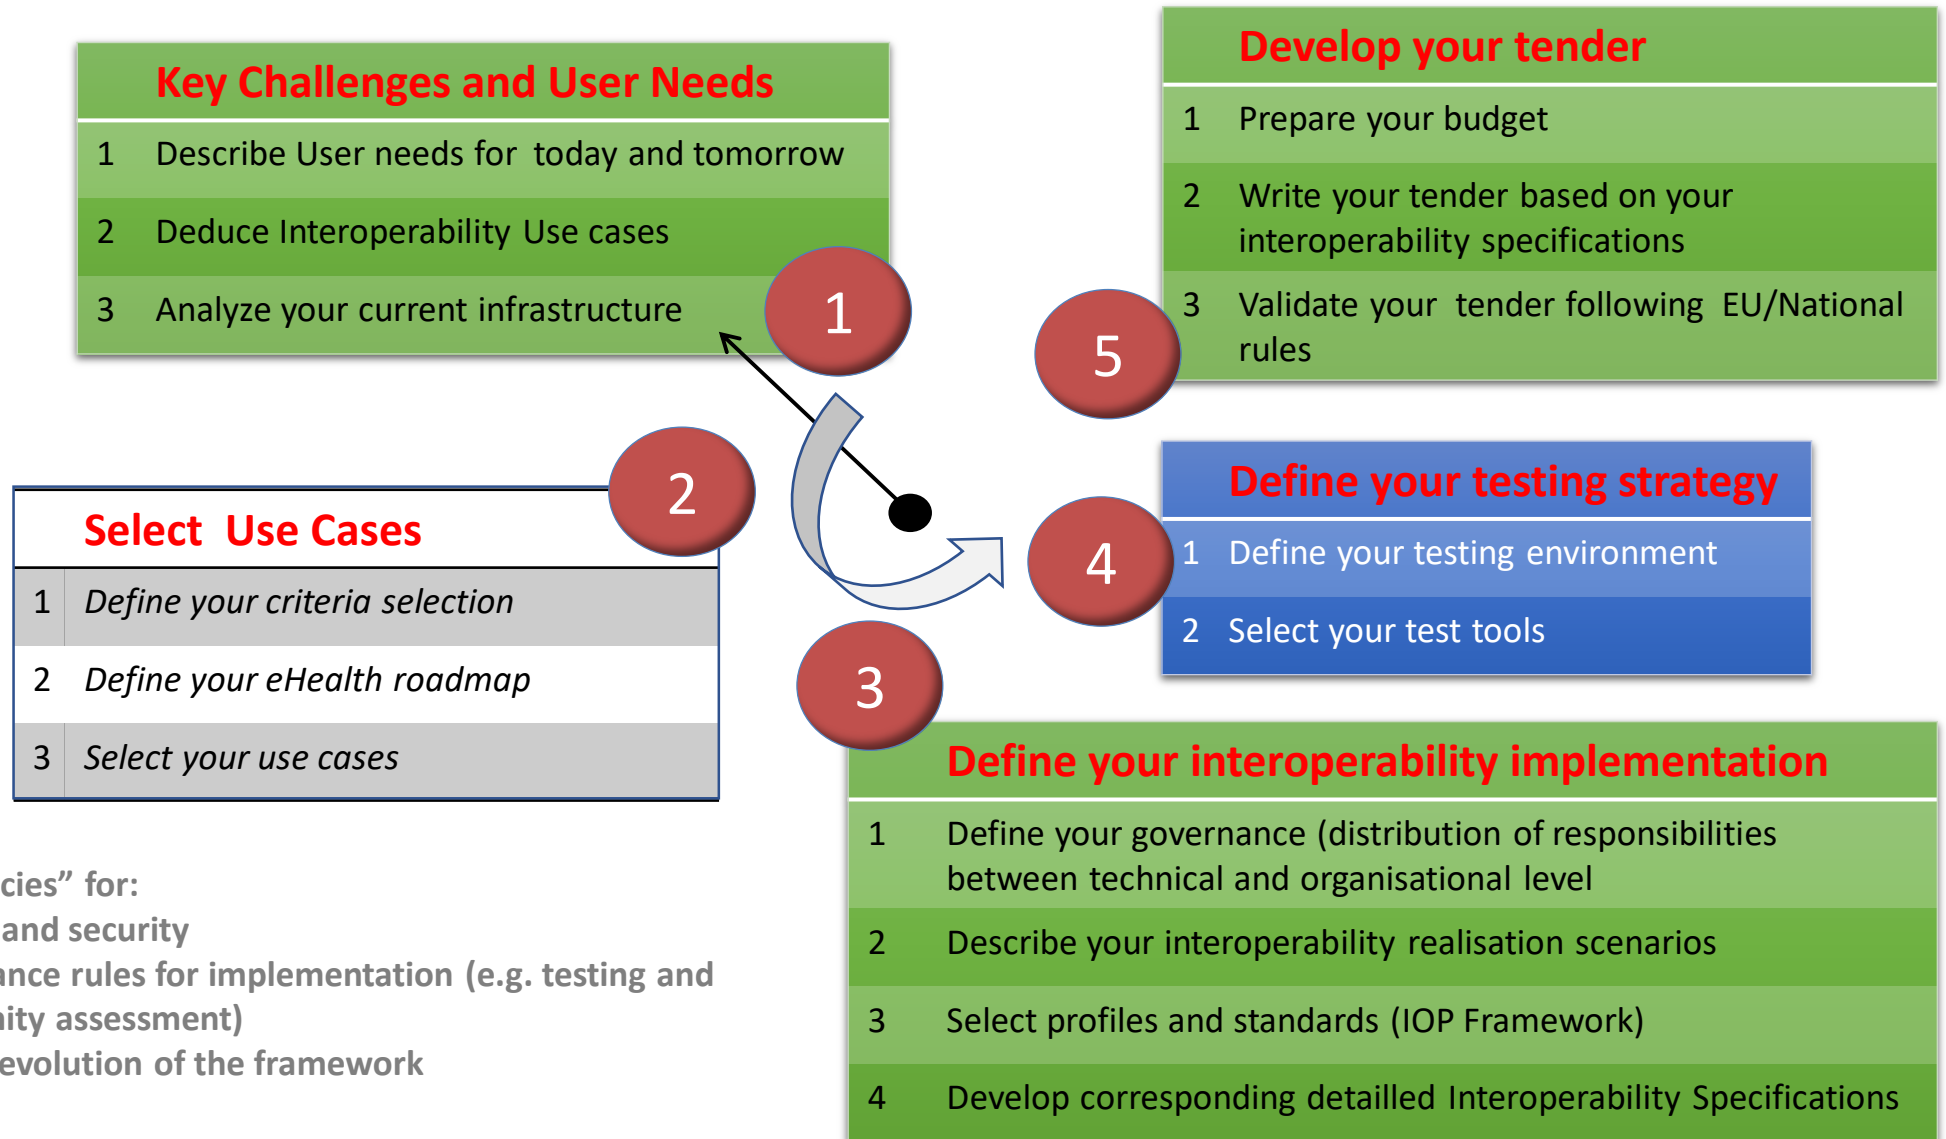 Key Challenges and User Needs
1 Describe User needs for today and tomorrow
2 Deduce Interoperability Use cases
3 Analyze your current infrastructure
1
2
Select Use Cases
1 Define your criteria selection
2 Define your eHealth roadmap
3 Select your use cases
3
Define your interoperability implementation
1 Define your governance (distribution of responsibilities
between technical and organisational level
2 Describe your interoperability realisation scenarios
3 Select profiles and standards (IOP Framework)
4 Develop corresponding detailled Interoperability Specifications
4
Define your testing strategy
1 Define your testing environment
2 Select your test tools
5
Develop your tender
1 Prepare your budget
2 Write your tender based on your
interoperability specifications
3 Validate your tender following EU/National
rules
cies” for:
and security
ance rules for implementation (e.g. testing and
ity assessment)
evolution of the framework